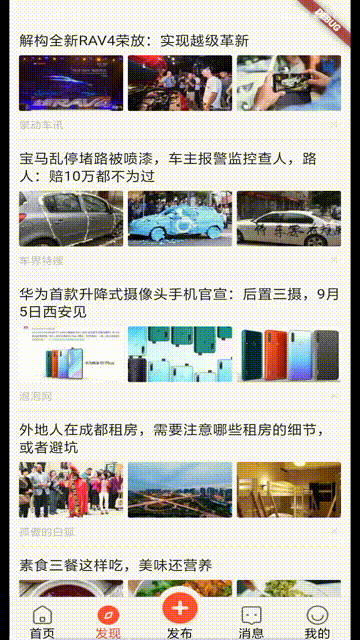 DEBUG
解构全新RAV4荣放：实现越级革新
擎动车讯
宝马乱停堵路被喷漆，车主报警监控查人，路
人：赔10万都不为过
车界特搜
华为首款升降式摄像头手机官宣：后置三摄，9月
5日西安见
泡泡网
外地人在成都租房，需要注意哪些租房的细节，
或者避坑
孤傲的白狐
素食三餐这样吃，美味还营养
首页
发现
发布
消息
我的